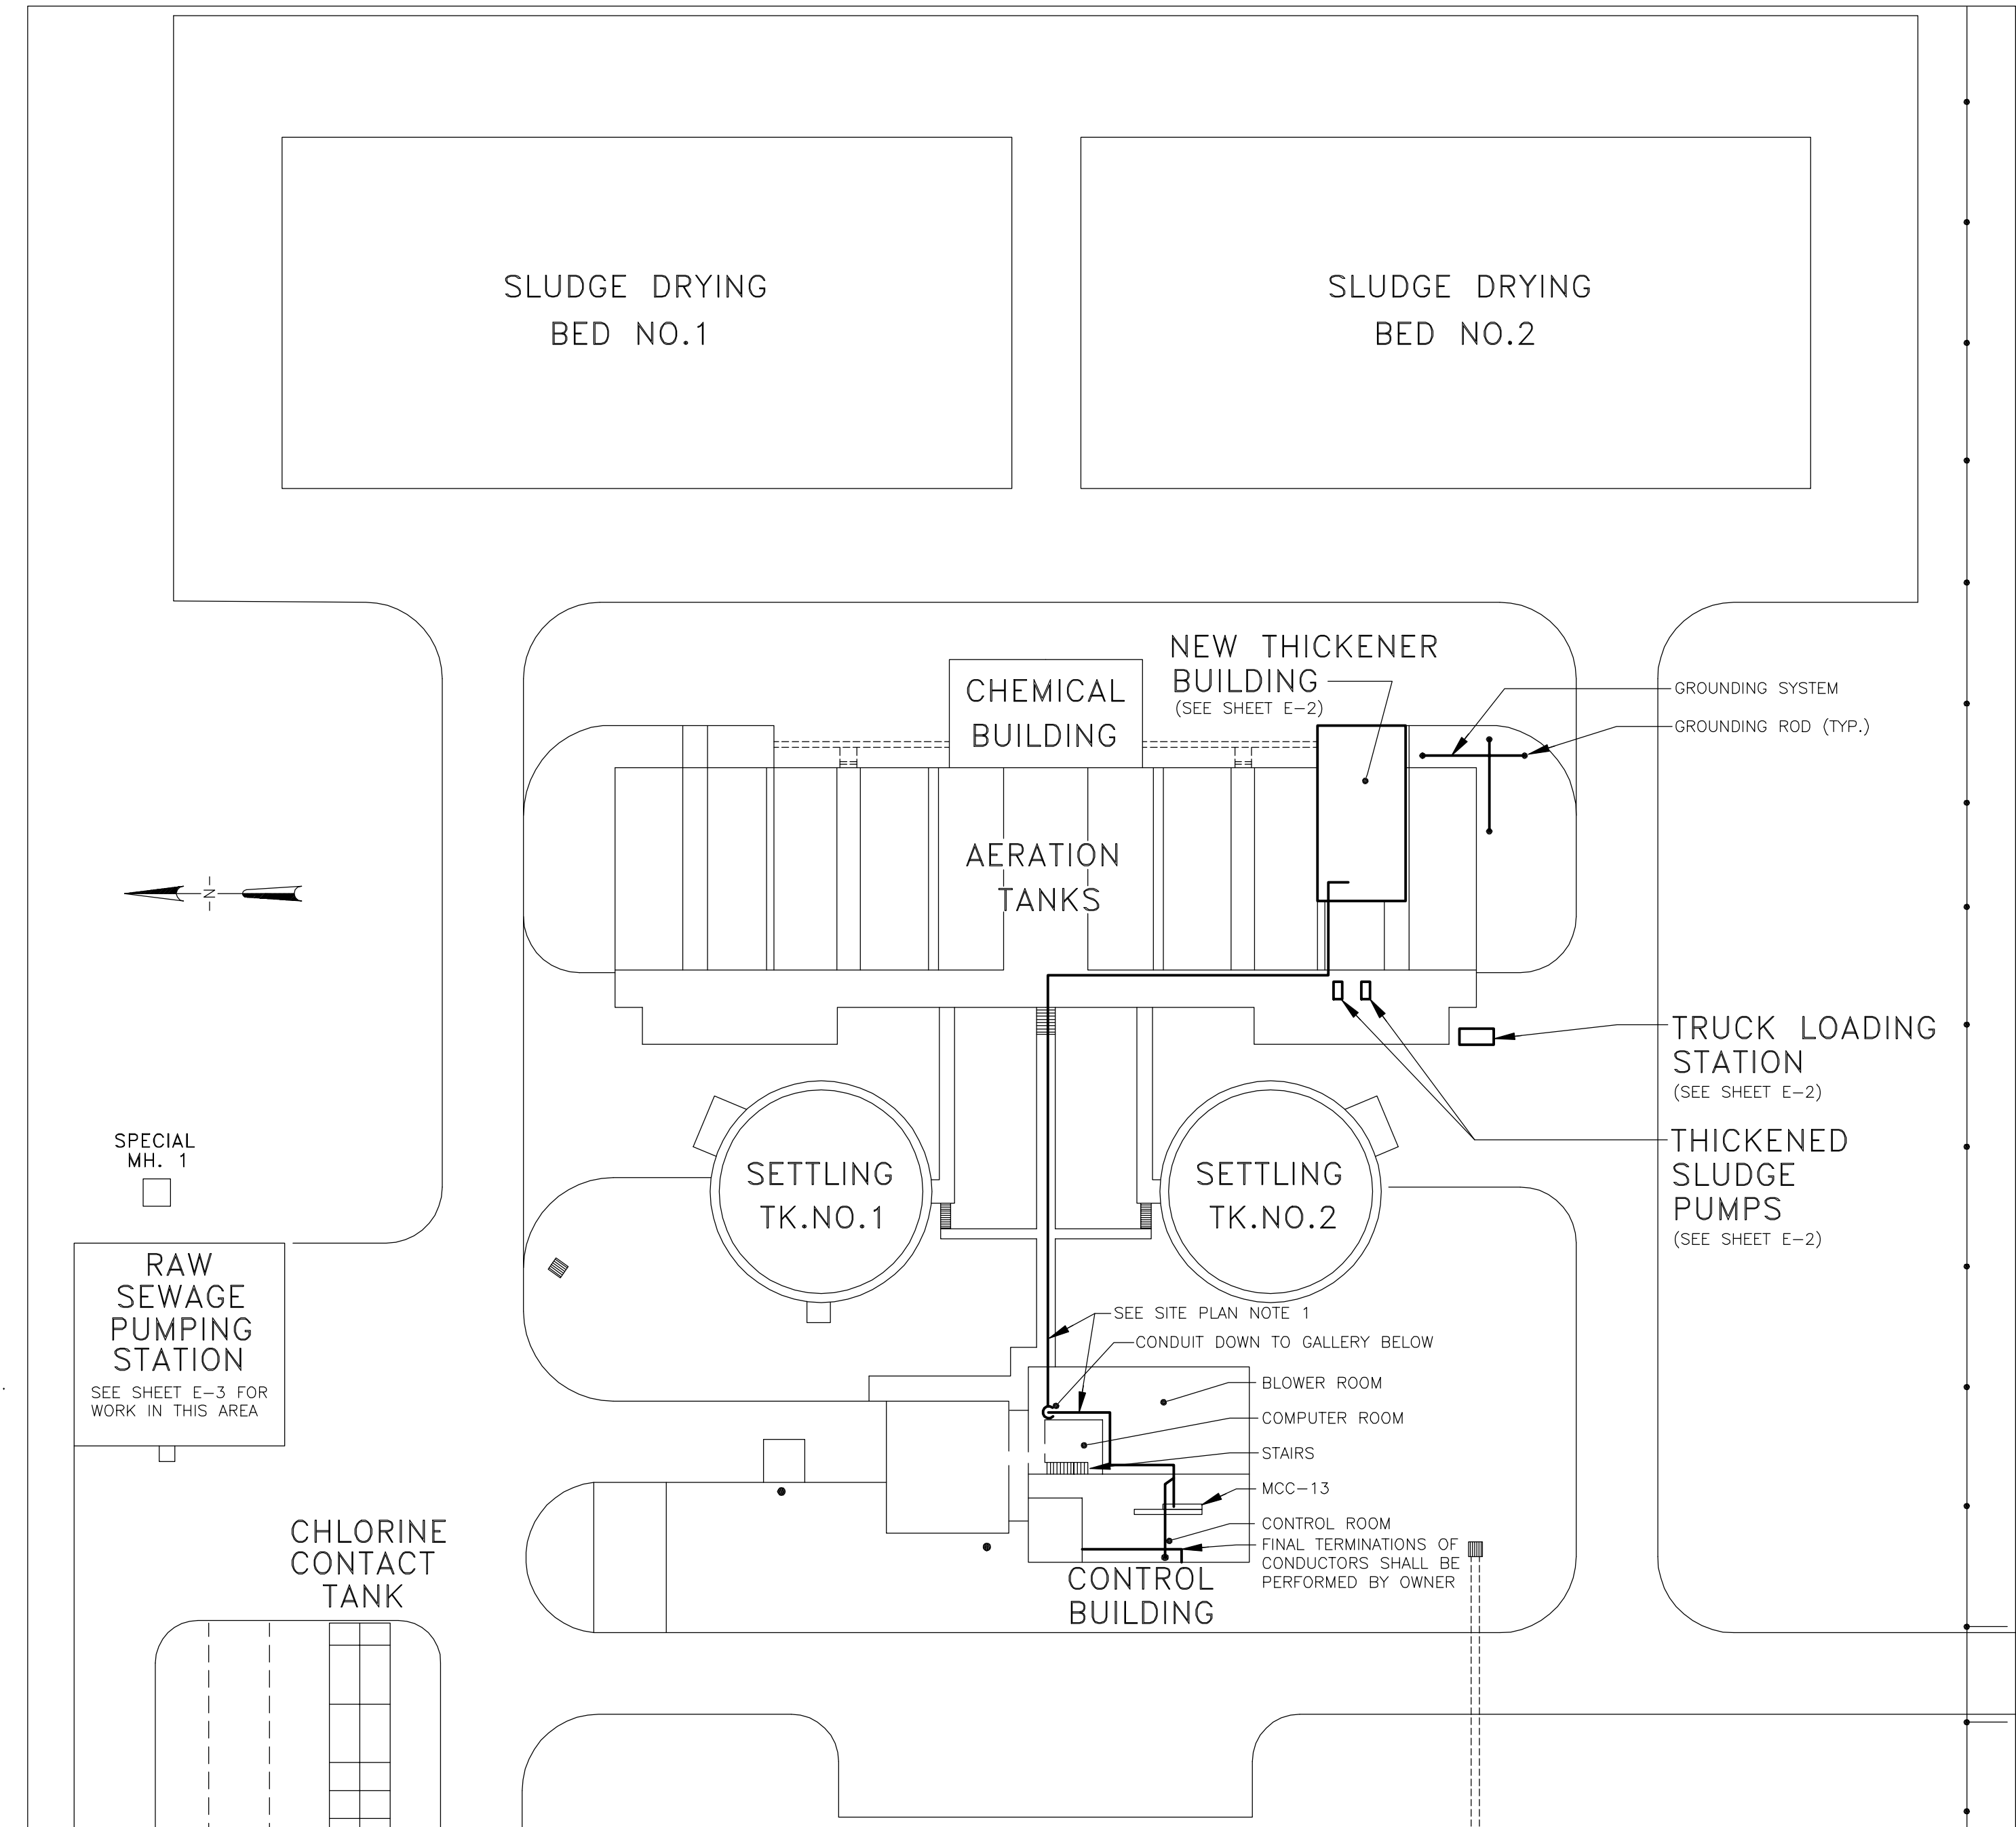 SLUDGE DRYING
BED NO.1
SLUDGE DRYING
BED NO.2
NEW THICKENER
BUILDING
(SEE SHEET E-2)
CHEMICAL
BUILDING
GROUNDING SYSTEM
GROUNDING ROD (TYP.)
AERATION
TANKS
N
TRUCK LOADING
STATION
(SEE SHEET E-2)
THICKENED
SLUDGE
PUMPS
(SEE SHEET E-2)
SPECIAL
MH. 1
SETTLING
TK.NO.1
SETTLING
TK.NO.2
RAW
SEWAGE
PUMPING
STATION
SEE SHEET E-3 FOR
WORK IN THIS AREA
SEE SITE PLAN NOTE 1
CONDUIT DOWN TO GALLERY BELOW
BLOWER ROOM
COMPUTER ROOM
STAIRS
MCC-13
CONTROL ROOM
FINAL TERMINATIONS OF
CONDUCTORS SHALL BE
PERFORMED BY OWNER
CONTROL
BUILDING
CHLORINE
CONTACT
TANK